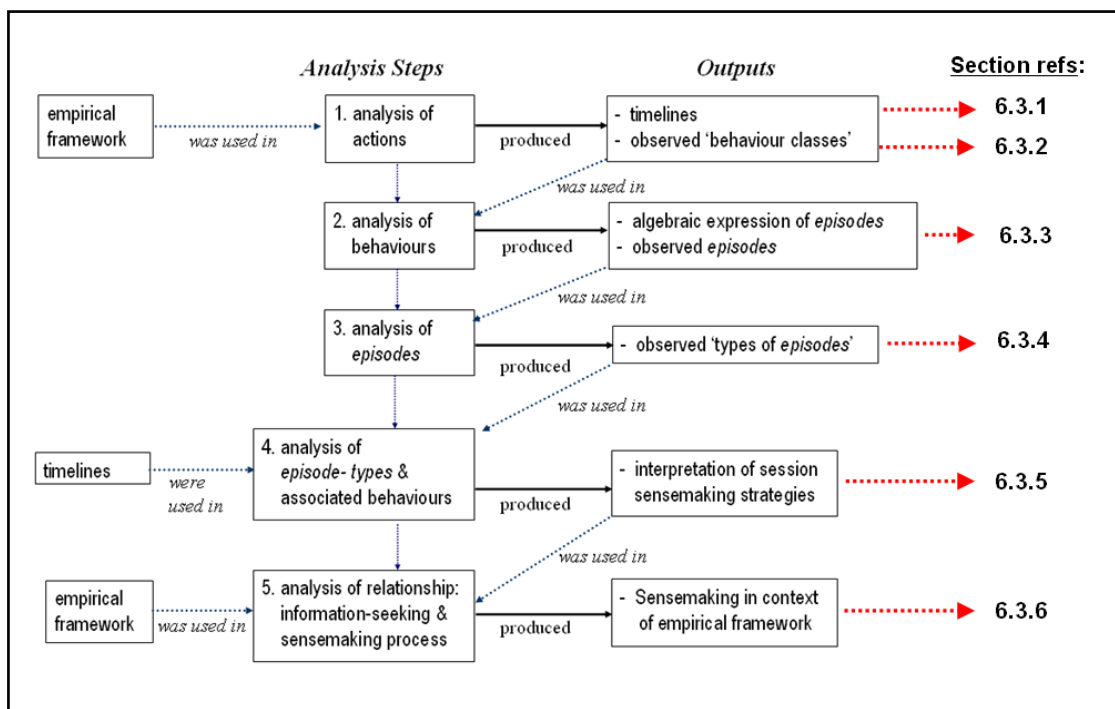 Analysis Steps
Outputs
Section refs:
empirical
framework
was used in
1. analysis of
actions
produced
- timelines
- observed ‘behaviour classes’
6.3.1
6.3.2
was used in
2. analysis of
behaviours
produced
- algebraic expression of episodes
- observed episodes
6.3.3
was used in
3. analysis of
episodes
produced
- observed ‘types of episodes’
6.3.4
was used in
timelines
were
used in
4. analysis of
episode- types &
associated behaviours
produced
- interpretation of session
sensemaking strategies
6.3.5
was used in
empirical
framework
was used in
5. analysis of relationship:
information-seeking &
sensemaking process
produced
- Sensemaking in context
of empirical framework
6.3.6